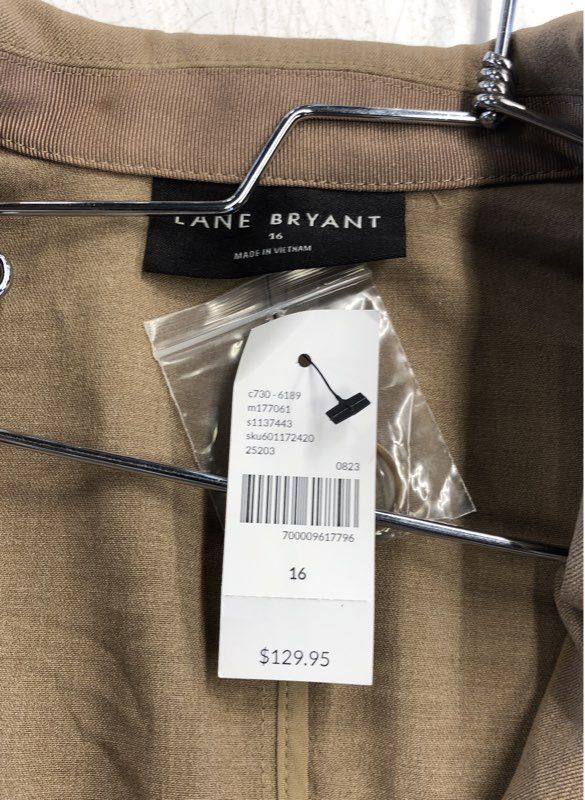 LANE BRYANT
16
MADE IN VIETNAM
c730 - 6189
m177061
s1137443
sku601172420
25203
0823
700009617796
16
$129.95